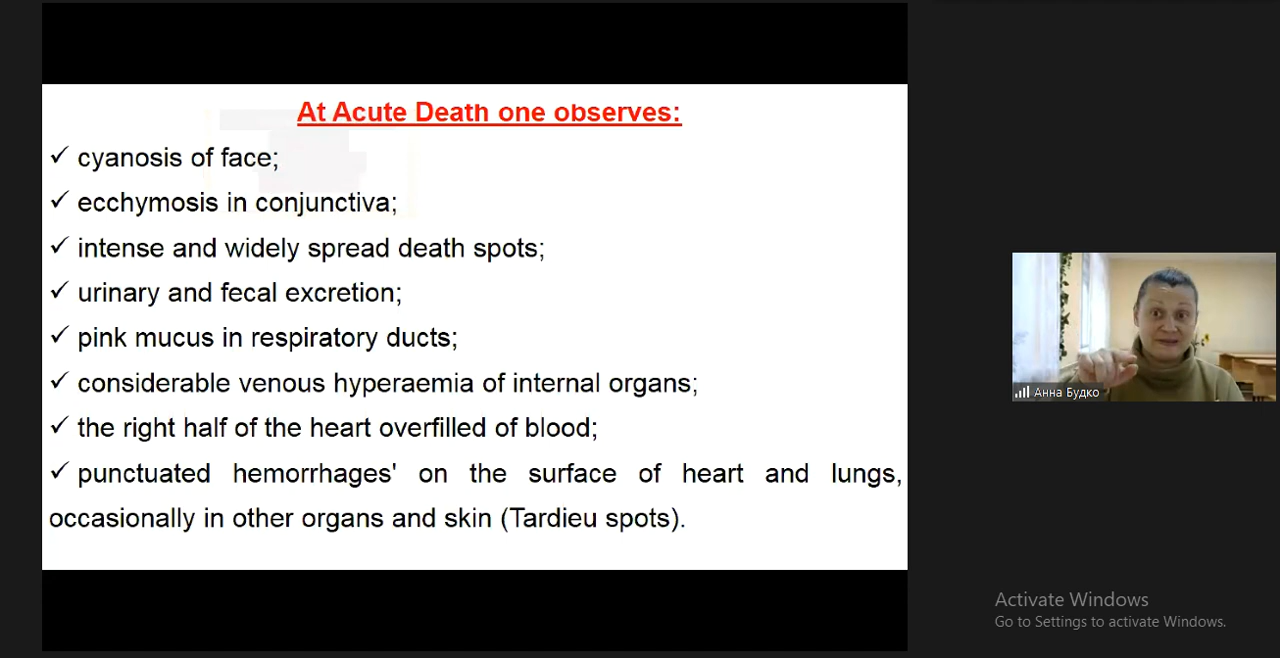 At Acute Death one observes:
✓ cyanosis of face;
✓ ecchymosis in conjunctiva;
✓ intense and widely spread death spots;
✓ urinary and fecal excretion;
✓ pink mucus in respiratory ducts;
✓ considerable venous hyperaemia of internal organs;
✓ the right half of the heart overfilled of blood;
✓ punctuated hemorrhages' on the surface of heart and lungs,
occasionally in other organs and skin (Tardieu spots).
Анна Будко
Activate Windows
Go to Settings to activate Windows.